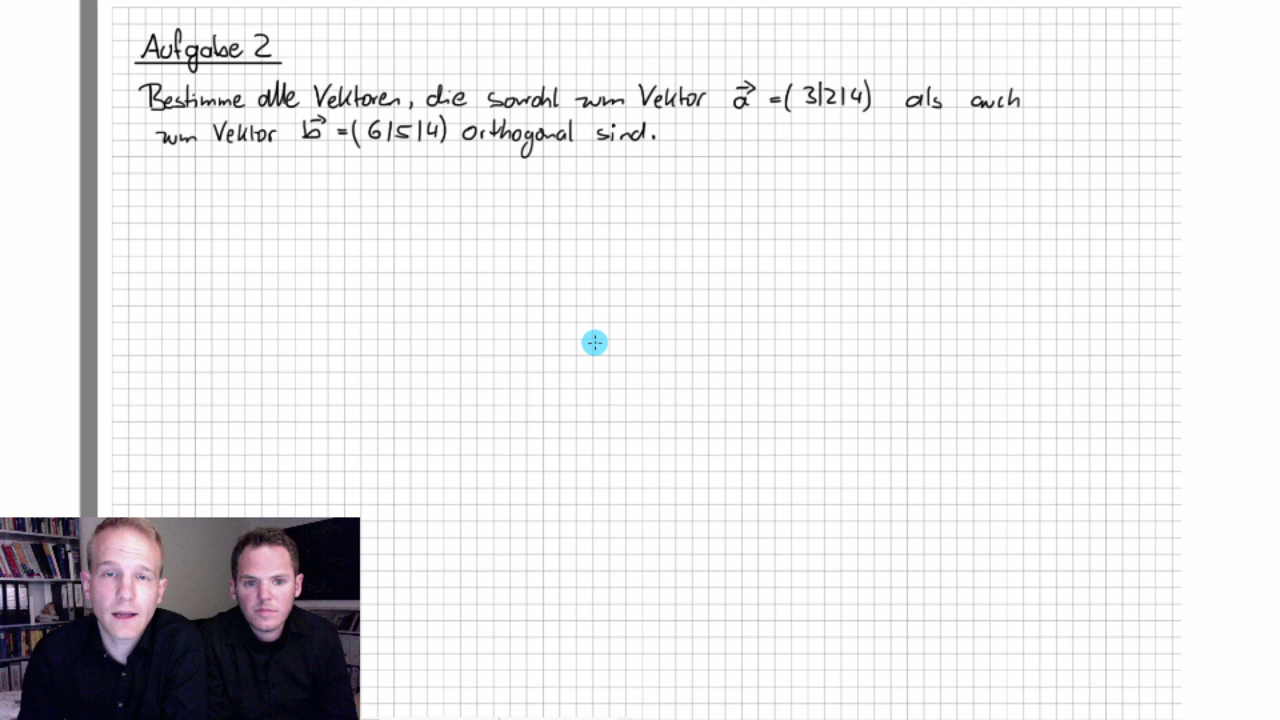 Aufgabe 2
Bestimme alle Vektoren, die sowohl zum Vektor a⃗ = ( 3|2|4) als auch
zum Vektor b⃗ = ( 6|5|4) orthogonal sind.